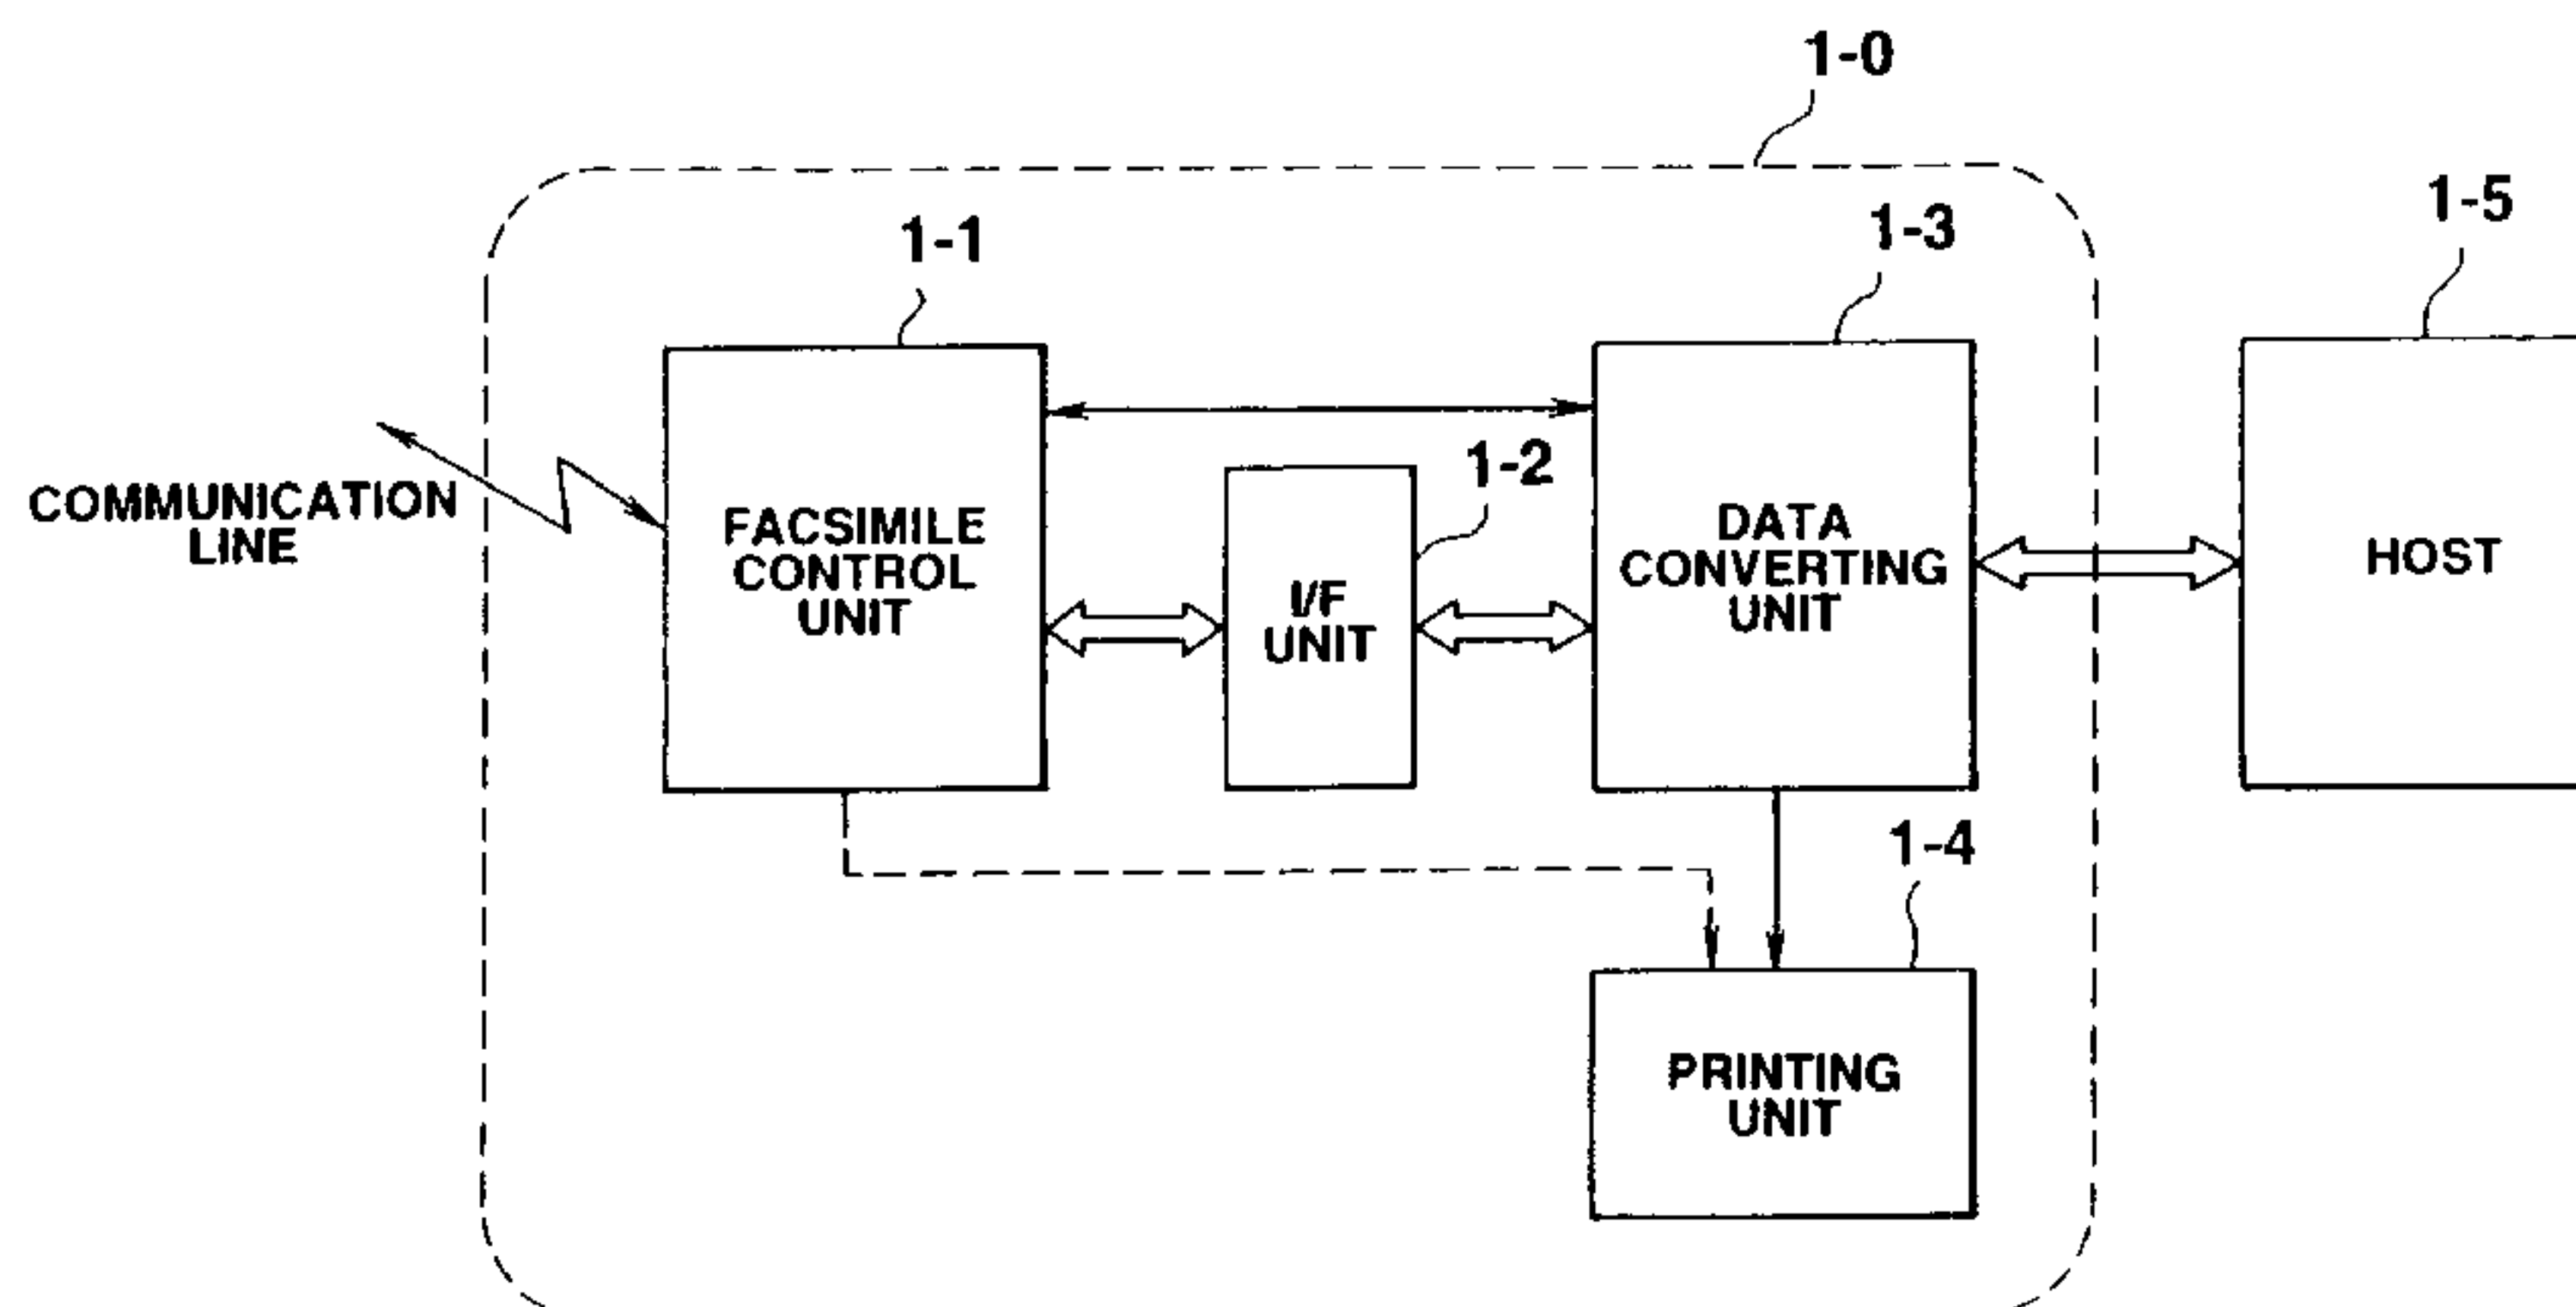 1-0
1-5
1-1
1-3
1-2
COMMUNICATION
LINE
FACSIMILE
CONTROL
UNIT
I/F
UNIT
DATA
CONVERTING
UNIT
HOST
1-4
PRINTING
UNIT